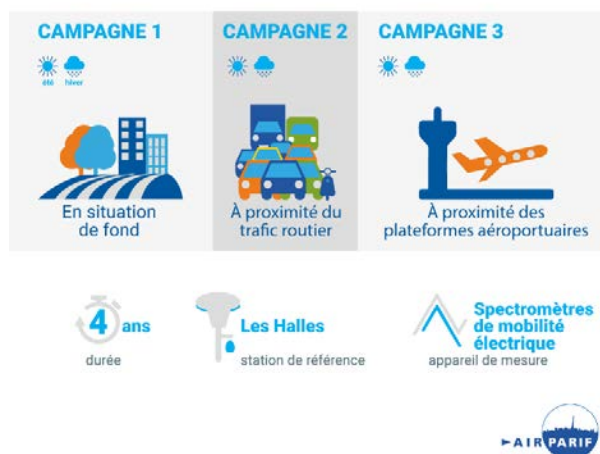 CAMPAGNE 1
CAMPAGNE 2
CAMPAGNE 3
été hiver
En situation
de fond
À proximité du
trafic routier
À proximité des
plateformes aéroportuaires
4 ans
durée
Les Halles
station de référence
Spectromètres
de mobilité
électrique
appareil de mesure
AIRPARIF